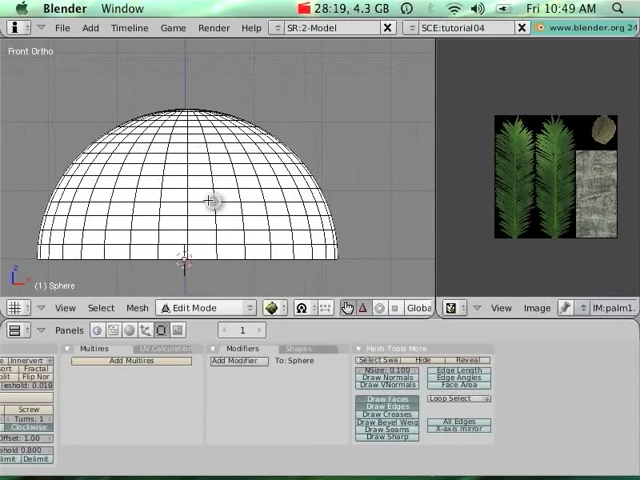 Blender Window 28:19, 4.3 GB Fri 10:49 AM
File Add Timeline Game Render Help SR:2-Model SCE:tutorial04 www.blender.org 24
Front Ortho
z
x
(1) Sphere
View Select Mesh Edit Mode Globa View Image IM:palm1.
Panels 1
Multires UV Calculation Modifiers Shapes Mesh Tools More
Innervert Add Multires Add Modifier To: Sphere Select Swa Hide Reveal
Fractal NSize: 0.100 Edge Length
Flip Nor Draw Normals Edge Angles
eshold: 0.010 Draw VNormals Face Area
Draw Faces Loop Select
Screw Draw Edges
Turns: 1 Draw Creases
Clockwise Draw Bevel Weig All Edges
Offset: 1.00 Draw Seams X-axis mirror
Draw Sharp
eshold 0.800
limit Delimit